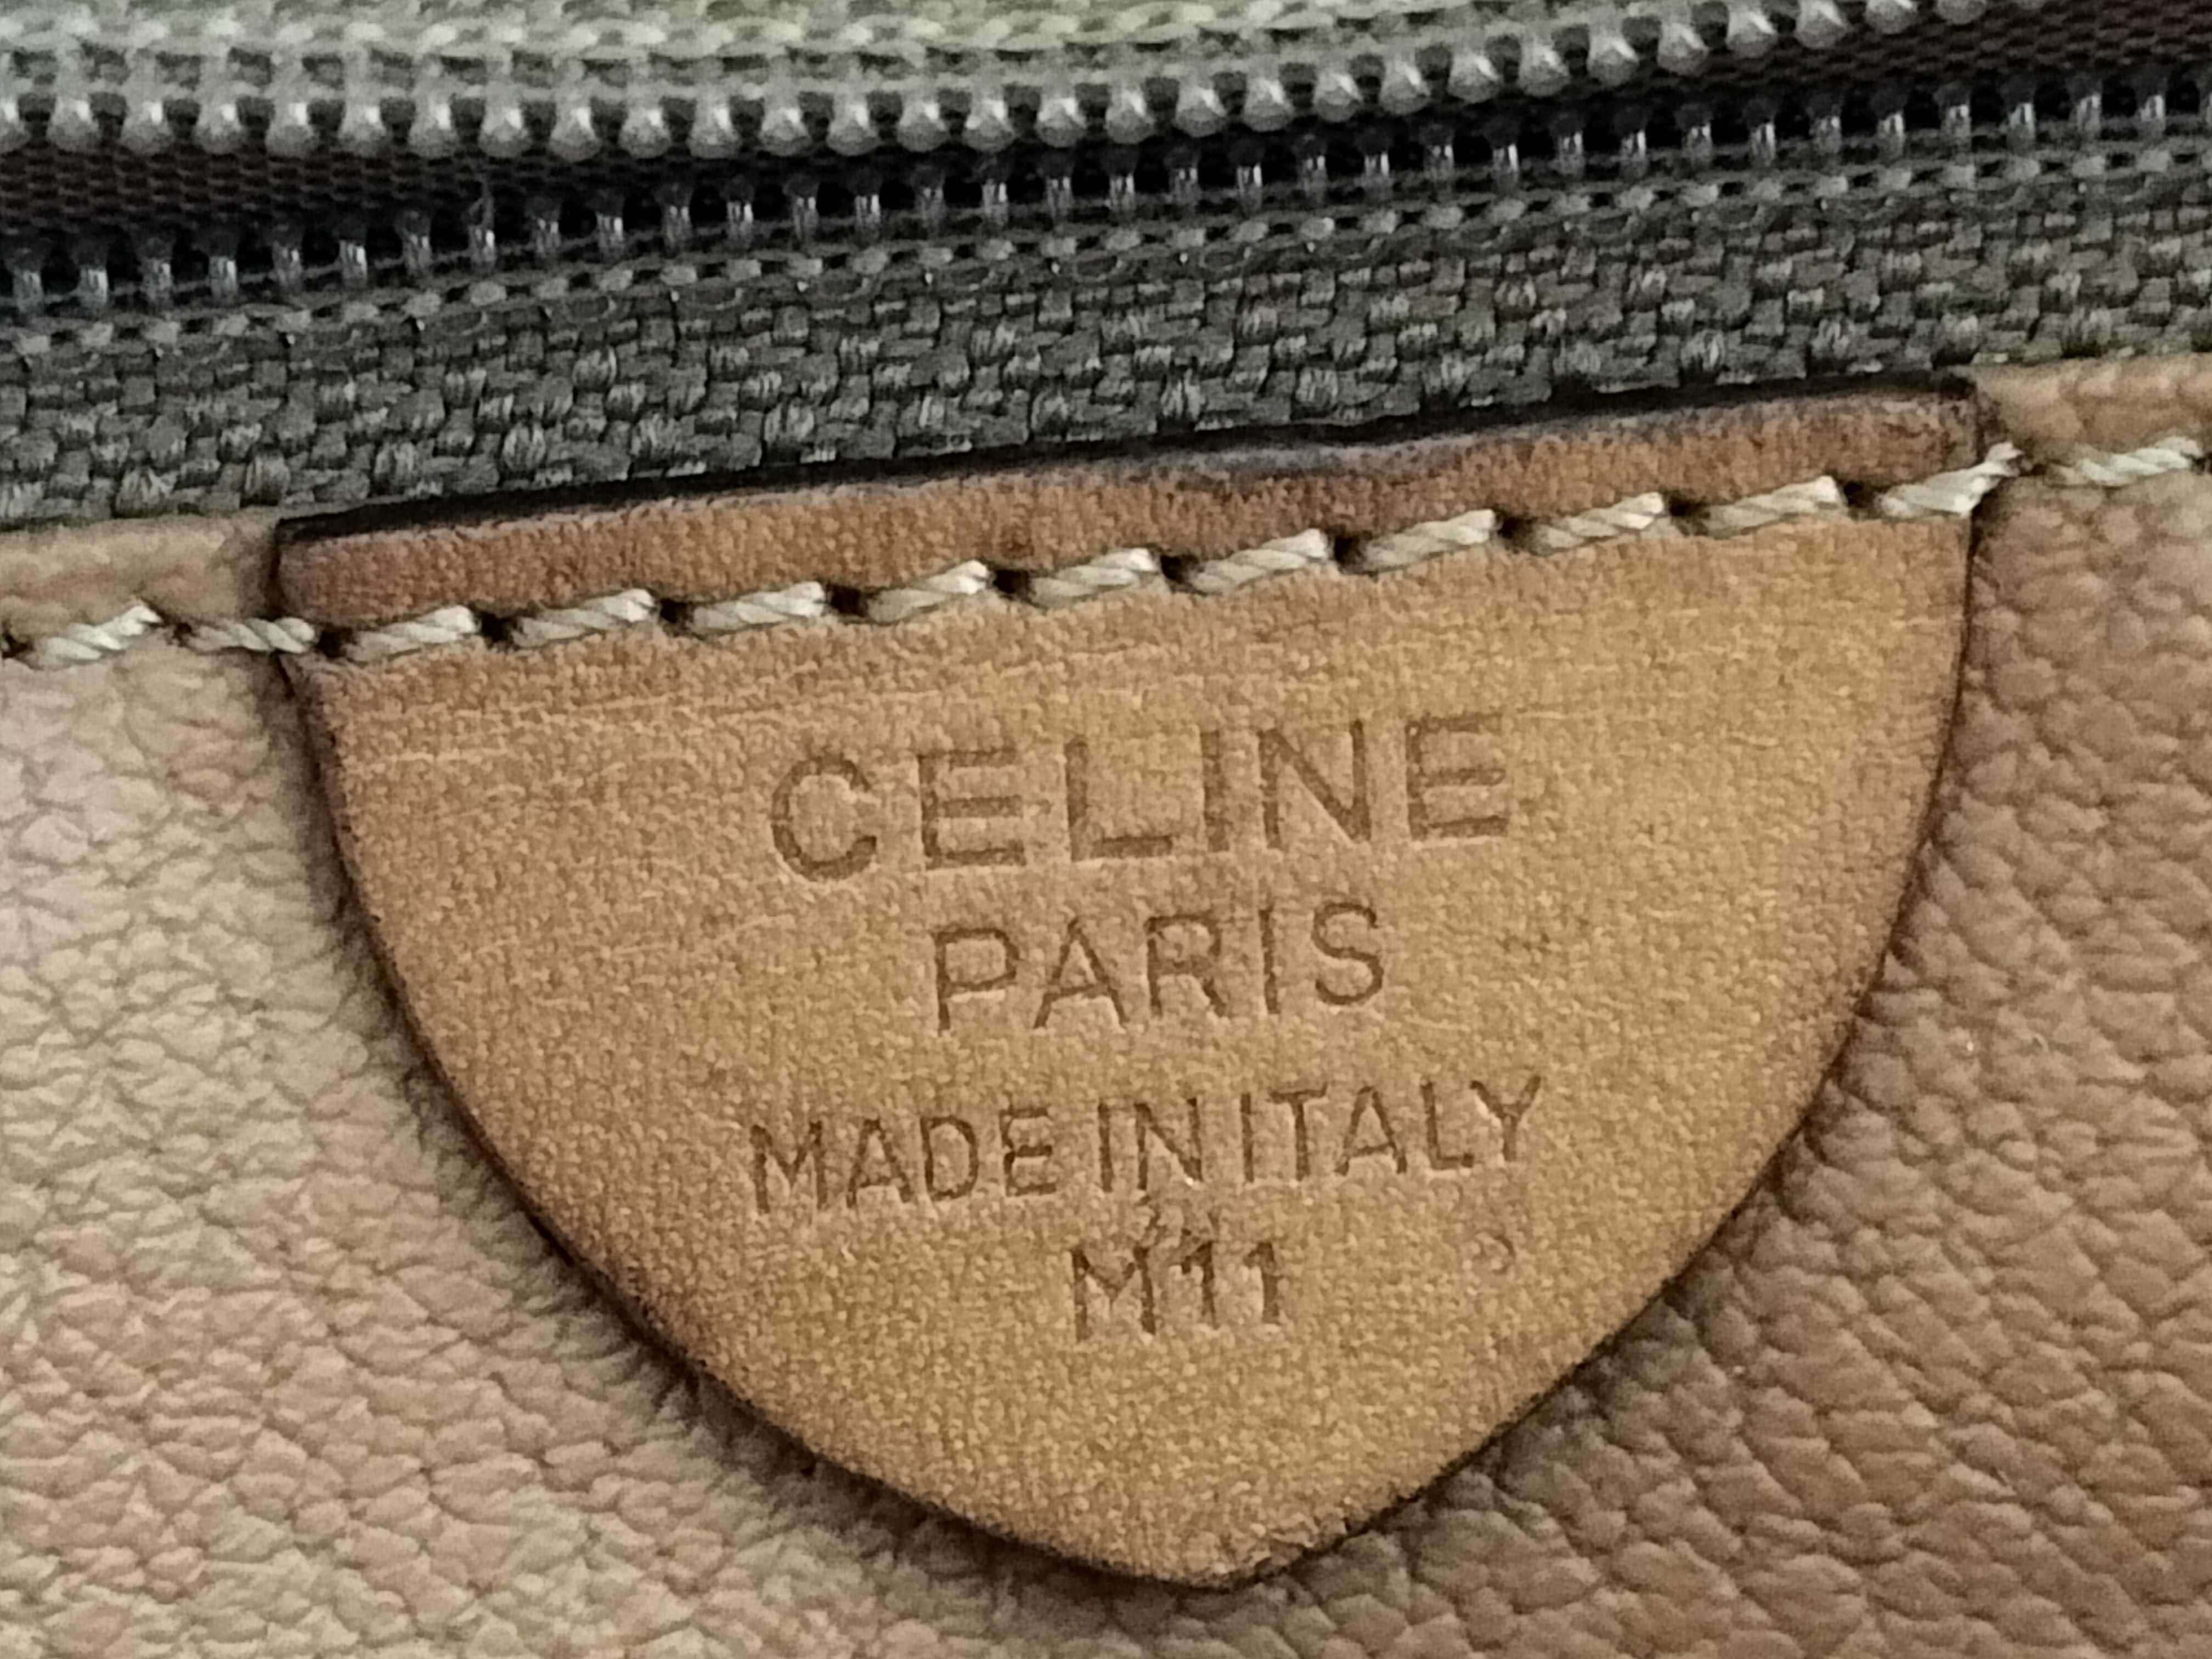 CELINE
PARIS
MADE IN ITALY
M11